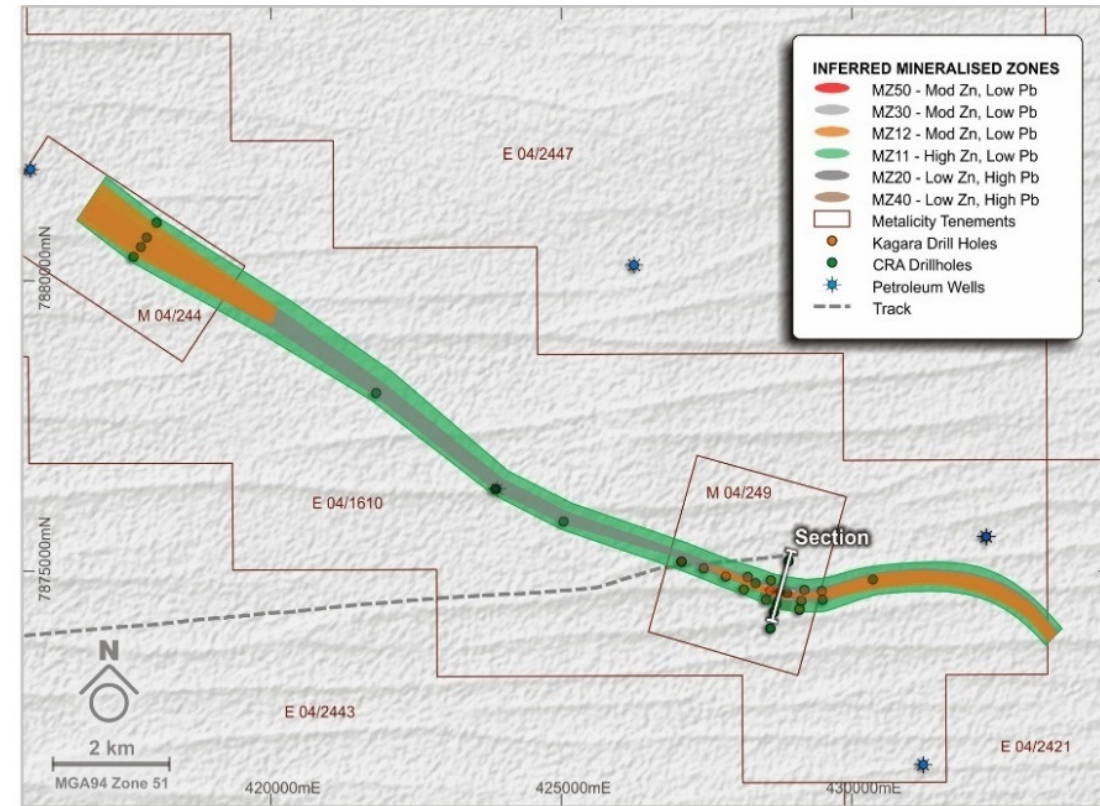 INFERRED MINERALISED ZONES
MZ50 - Mod Zn, Low Pb
MZ30 - Mod Zn, Low Pb
MZ12 - Mod Zn, Low Pb
MZ11 - High Zn, Low Pb
MZ20 - Low Zn, High Pb
MZ40 - Low Zn, High Pb
Metalicity Tenements
Kagara Drill Holes
CRA Drillholes
Petroleum Wells
Track
E 04/2447
7880000mN
M 04/244
E 04/1610
M 04/249
Section
7875000mN
N
E 04/2443
E 04/2421
2 km
MGA94 Zone 51
420000mE
425000mE
430000mE